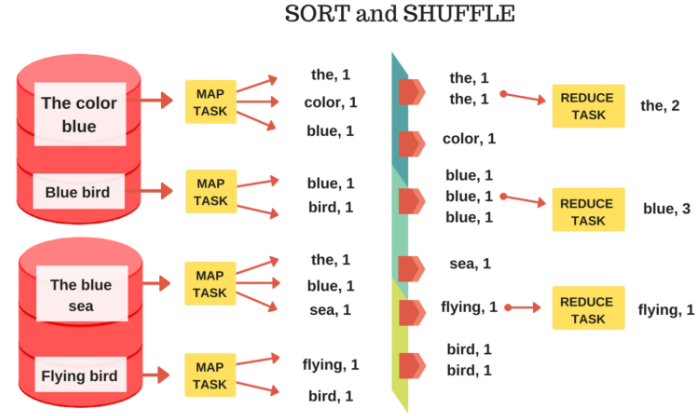 SORT and SHUFFLE
The color
blue
MAP
TASK
the, 1
color, 1
blue, 1
Blue bird
MAP
TASK
blue, 1
bird, 1
The blue
sea
MAP
TASK
the, 1
blue, 1
sea, 1
Flying bird
MAP
TASK
flying, 1
bird, 1
the, 1
the, 1
color, 1
blue, 1
blue, 1
blue, 1
sea, 1
flying, 1
bird, 1
bird, 1
REDUCE
TASK
the, 2
REDUCE
TASK
blue, 3
REDUCE
TASK
flying, 1